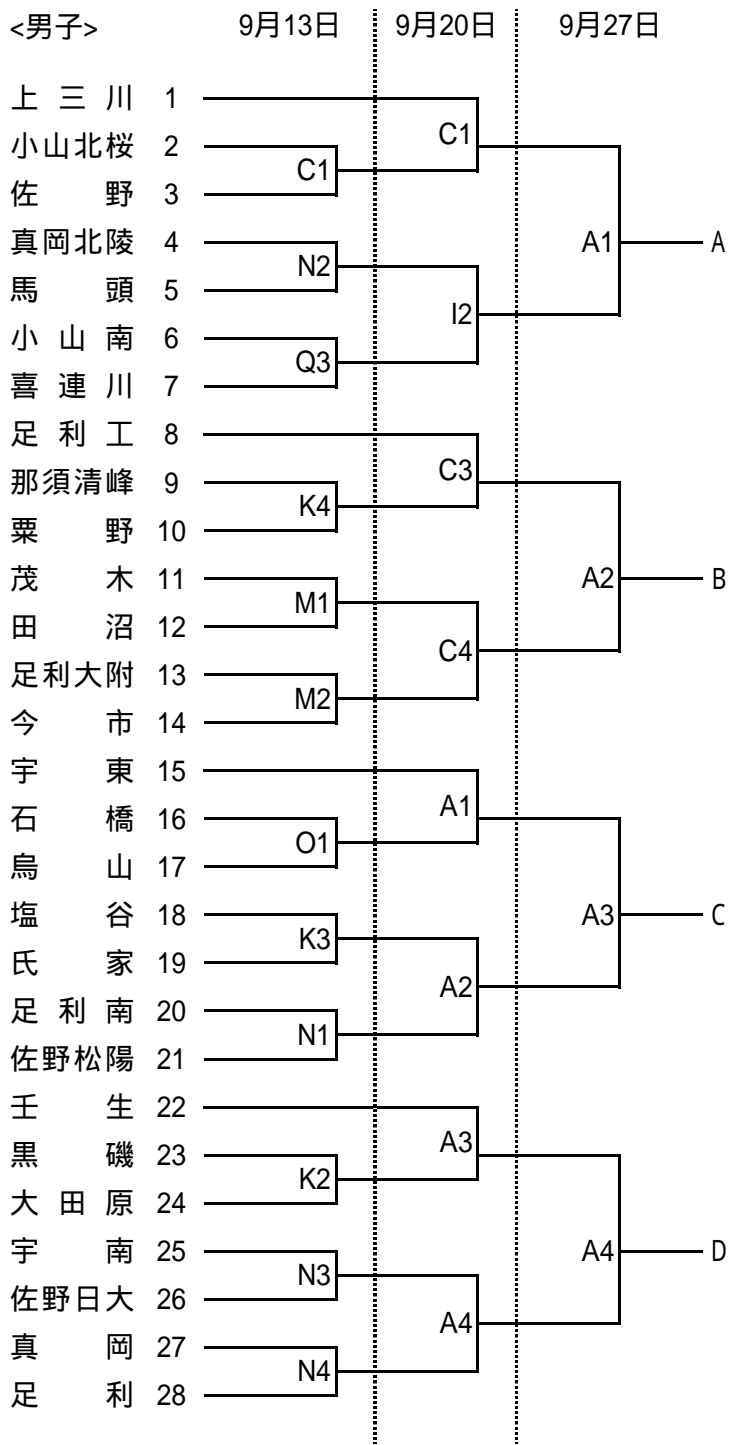 <男子> 9月13日 9月20日 9月27日
上三川 1
C1
小山北桜 2
C1
佐野 3
真岡北陵 4
A1 A
N2
馬頭 5
I2
小山南 6
Q3
喜連川 7
足利工 8
C3
那須清峰 9
K4
粟野 10
茂木 11
A2 B
M1
田沼 12
C4
足利大附 13
M2
今市 14
宇東 15
A1
石橋 16
O1
烏山 17
塩谷 18
A3 C
K3
氏家 19
A2
足利南 20
N1
佐野松陽 21
壬生 22
A3
黒磯 23
K2
大田原 24
宇南 25
A4 D
N3
佐野日大 26
A4
真岡 27
N4
足利 28